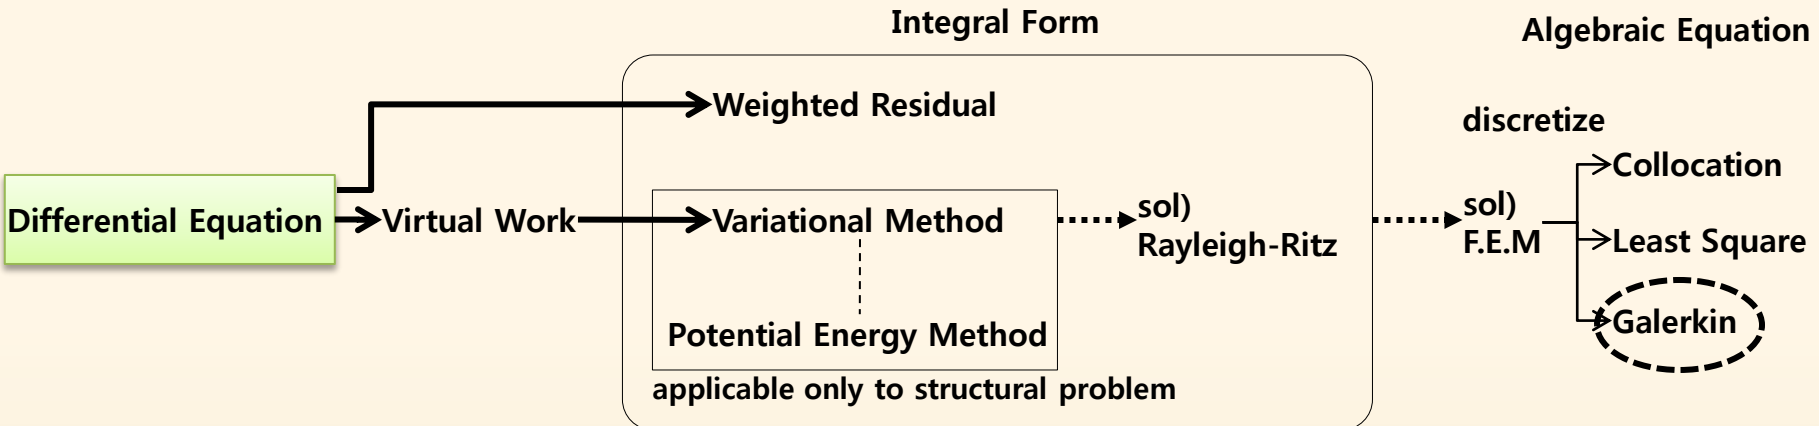 Integral Form
Algebraic Equation
Weighted Residual
discretize
Collocation
Differential Equation
Virtual Work
Variational Method
sol)
Rayleigh-Ritz
sol)
F.E.M
Least Square
Galerkin
Potential Energy Method
applicable only to structural problem